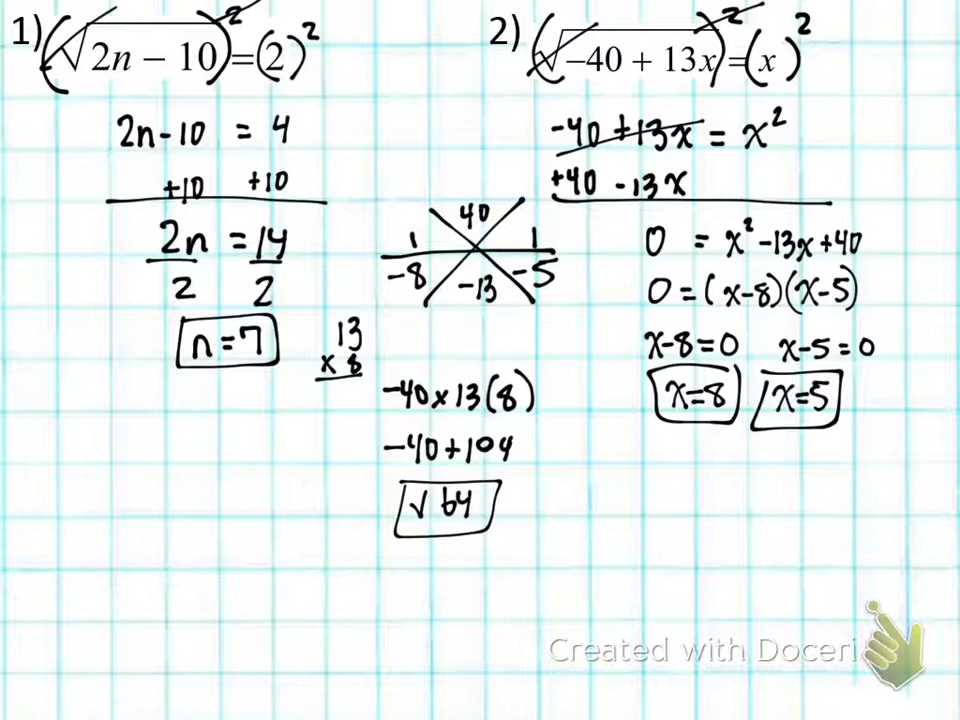 1) (√2n − 10)² = (2)²
2n - 10 = 4
+10 +10
2n = 14
2 2
n = 7
2) (√−40 + 13x)² = (x)²
-40 + 13x = x²
+40 -13x
0 = x² - 13x + 40
0 = (x-8)(x-5)
x-8=0 x-5=0
x=8 x=5
40
1 1
-8 -5
-13
13
x 8
-40 x 13(8)
-40+104
√64
Created with Doceri